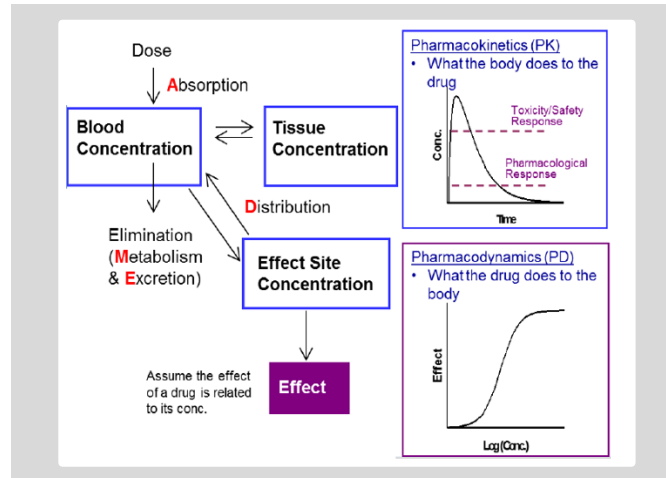 Dose
Absorption
Blood
Concentration
Tissue
Concentration
Distribution
Elimination
(Metabolism
& Excretion)
Effect Site
Concentration
Assume the effect
of a drug is related
to its conc.
Effect
Pharmacokinetics (PK)
• What the body does to the
drug
Toxicity/Safety
Response
Pharmacological
Response
Conc.
Time
Pharmacodynamics (PD)
• What the drug does to the
body
Effect
Log(Conc.)